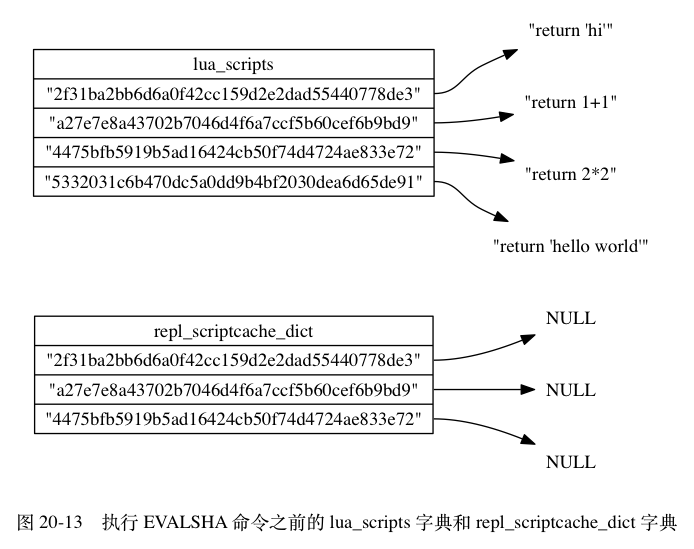 lua_scripts
"2f31ba2bb6d6a0f42cc159d2e2dad55440778de3"
"a27e7e8a43702b7046d4f6a7ccf5b60cef6b9bd9"
"4475bfb5919b5ad16424cb50f74d4724ae833e72"
"5332031c6b470dc5a0dd9b4bf2030dea6d65de91"
"return 'hi'"
"return 1+1"
"return 2*2"
"return 'hello world'"
repl_scriptcache_dict
"2f31ba2bb6d6a0f42cc159d2e2dad55440778de3"
"a27e7e8a43702b7046d4f6a7ccf5b60cef6b9bd9"
"4475bfb5919b5ad16424cb50f74d4724ae833e72"
NULL
NULL
NULL
图 20-13 执行 EVALSHA 命令之前的 lua_scripts 字典和 repl_scriptcache_dict 字典